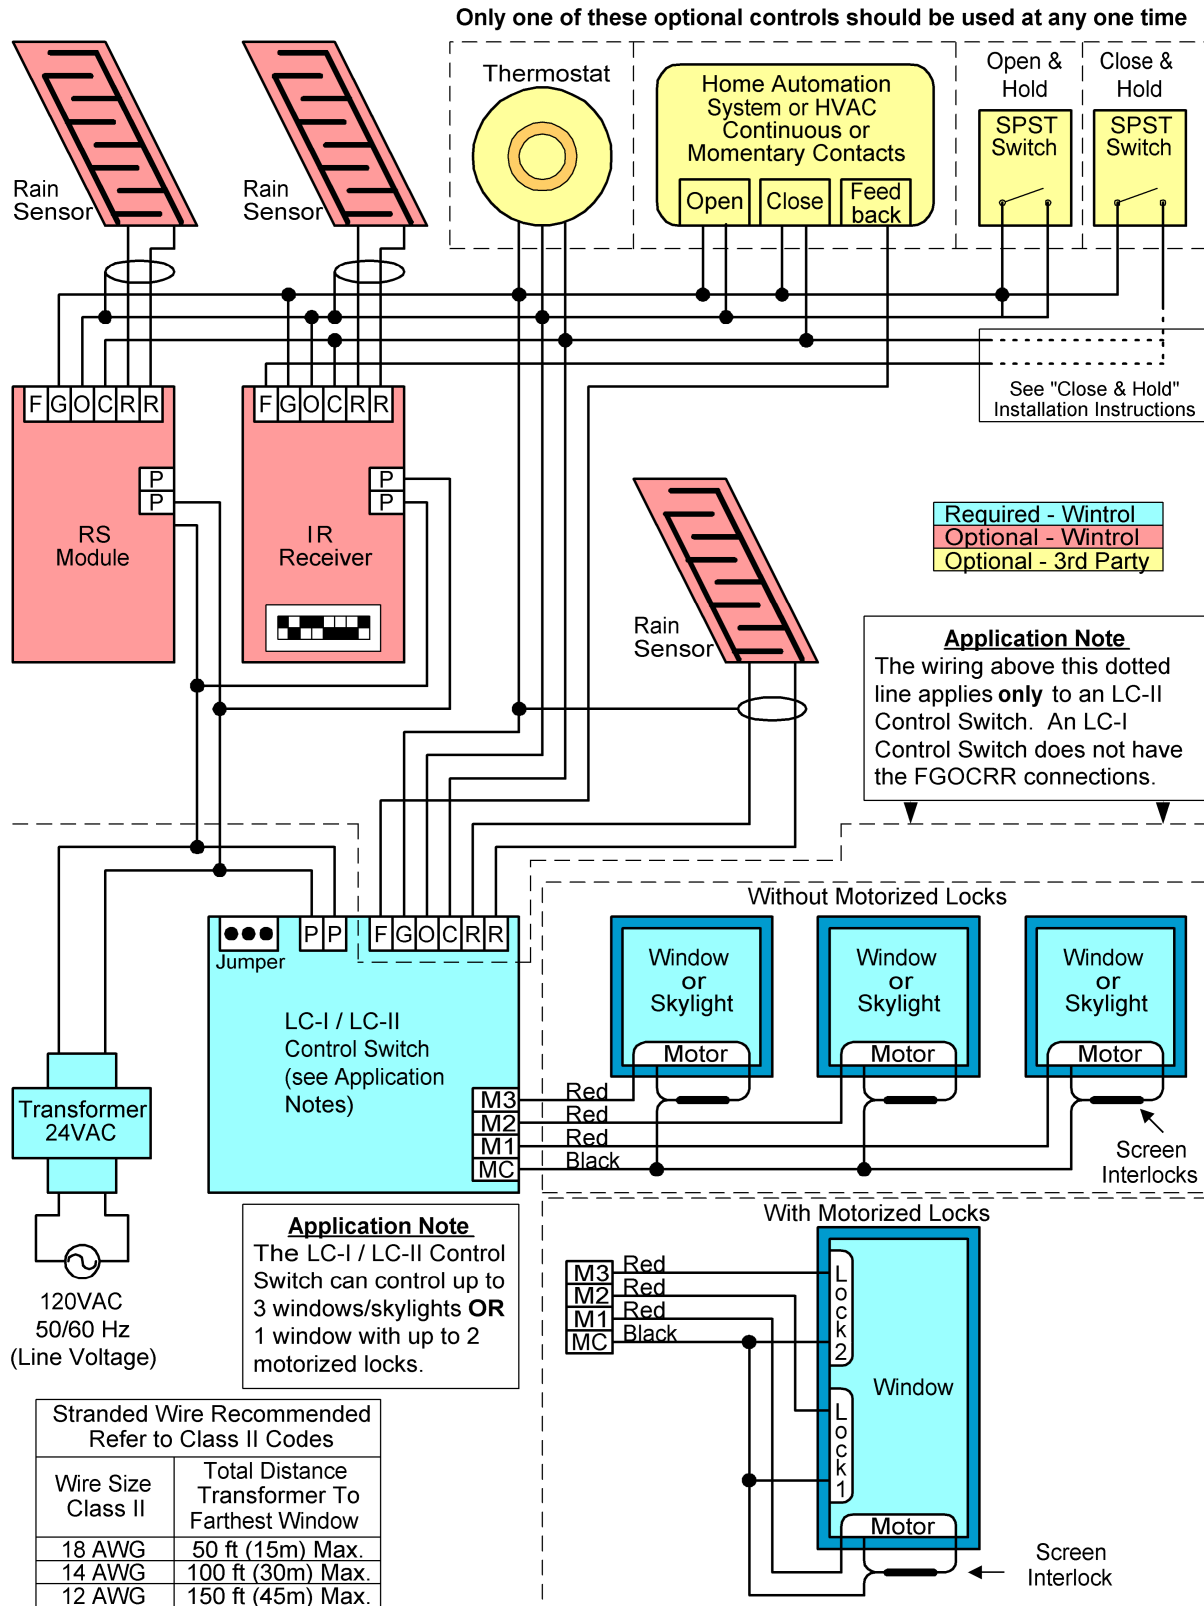 Only one of these optional controls should be used at any one time
Thermostat
Home Automation
System or HVAC
Continuous or
Momentary Contacts
Open
Close
Feed
back
Open &
Hold
SPST
Switch
Close &
Hold
SPST
Switch
Rain
Sensor
Rain
Sensor
See "Close & Hold"
Installation Instructions
F G O C R R
P
P
RS
Module
F G O C R R
P
P
IR
Receiver
Rain
Sensor
Required - Wintrol
Optional - Wintrol
Optional - 3rd Party
Application Note
The wiring above this dotted
line applies only to an LC-II
Control Switch. An LC-I
Control Switch does not have
the FGOCRR connections.
Jumper
P P
F G O C R R
LC-I / LC-II
Control Switch
(see Application
Notes)
M3
M2
M1
MC
Red
Red
Red
Black
Transformer
24VAC
120VAC
50/60 Hz
(Line Voltage)
Without Motorized Locks
Window
or
Skylight
Motor
Window
or
Skylight
Motor
Window
or
Skylight
Motor
Screen
Interlocks
Application Note
The LC-I / LC-II Control
Switch can control up to
3 windows/skylights OR
1 window with up to 2
motorized locks.
With Motorized Locks
M3
M2
M1
MC
Red
Red
Red
Black
Lock2
Lock1
Window
Motor
Screen
Interlock
Stranded Wire Recommended
Refer to Class II Codes
Wire Size
Class II
Total Distance
Transformer To
Farthest Window
18 AWG 50 ft (15m) Max.
14 AWG 100 ft (30m) Max.
12 AWG 150 ft (45m) Max.